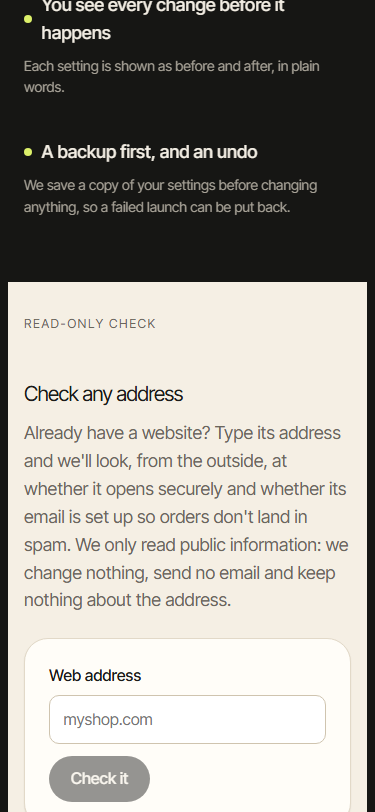 You see every change before it
happens
Each setting is shown as before and after, in plain
words.
A backup first, and an undo
We save a copy of your settings before changing
anything, so a failed launch can be put back.
READ-ONLY CHECK
Check any address
Already have a website? Type its address
and we'll look, from the outside, at
whether it opens securely and whether its
email is set up so orders don't land in
spam. We only read public information: we
change nothing, send no email and keep
nothing about the address.
Web address
myshop.com
Check it